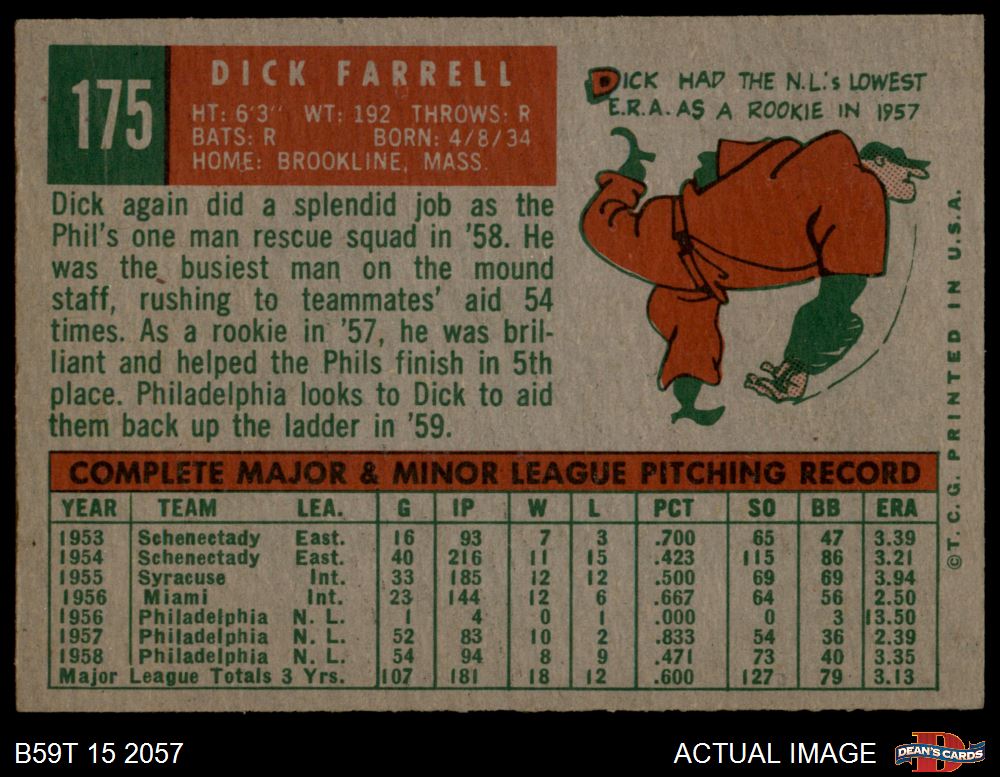 175
DICK FARRELL
HT: 6'3" WT: 192 THROWS: R
BATS: R BORN: 4/8/34
HOME: BROOKLINE, MASS.
DICK HAD THE N.L.'s LOWEST
E.R.A. AS A ROOKIE IN 1957
Dick again did a splendid job as the
Phil's one man rescue squad in '58. He
was the busiest man on the mound
staff, rushing to teammates' aid 54
times. As a rookie in '57, he was bril-
liant and helped the Phils finish in 5th
place. Philadelphia looks to Dick to aid
them back up the ladder in '59.
COMPLETE MAJOR & MINOR LEAGUE PITCHING RECORD
YEAR TEAM LEA. G IP W L PCT SO BB ERA
1953 Scheneetady East. 16 93 7 3 .700 65 47 3.39
1954 Scheneetady East. 40 216 11 15 .423 115 86 3.21
1955 Syracuse Int. 33 185 12 12 .500 69 69 3.94
1956 Miami Int. 23 144 12 6 .667 64 56 2.50
1956 Philadelphia N. L. 1 4 0 1 .000 0 3 13.50
1957 Philadelphia N. L. 52 83 10 2 .833 54 36 2.39
1958 Philadelphia N. L. 54 94 8 9 .471 73 40 3.35
Major League Totals 3 Yrs. 107 181 18 12 .600 127 79 3.13
©T. C. G. PRINTED IN U.S.A.
B59T 15 2057
ACTUAL IMAGE
D
DEAN'S CARDS